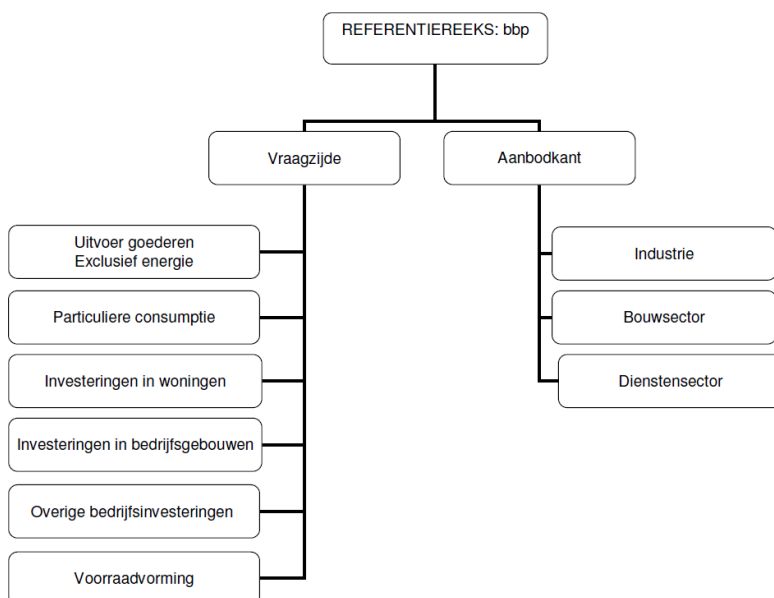 REFERENTIEREEKS: bbp
Vraagzijde
Aanbodkant
Uitvoer goederen
Exclusief energie
Particuliere consumptie
Investeringen in woningen
Investeringen in bedrijfsgebouwen
Overige bedrijfsinvesteringen
Voorraadvorming
Industrie
Bouwsector
Dienstensector